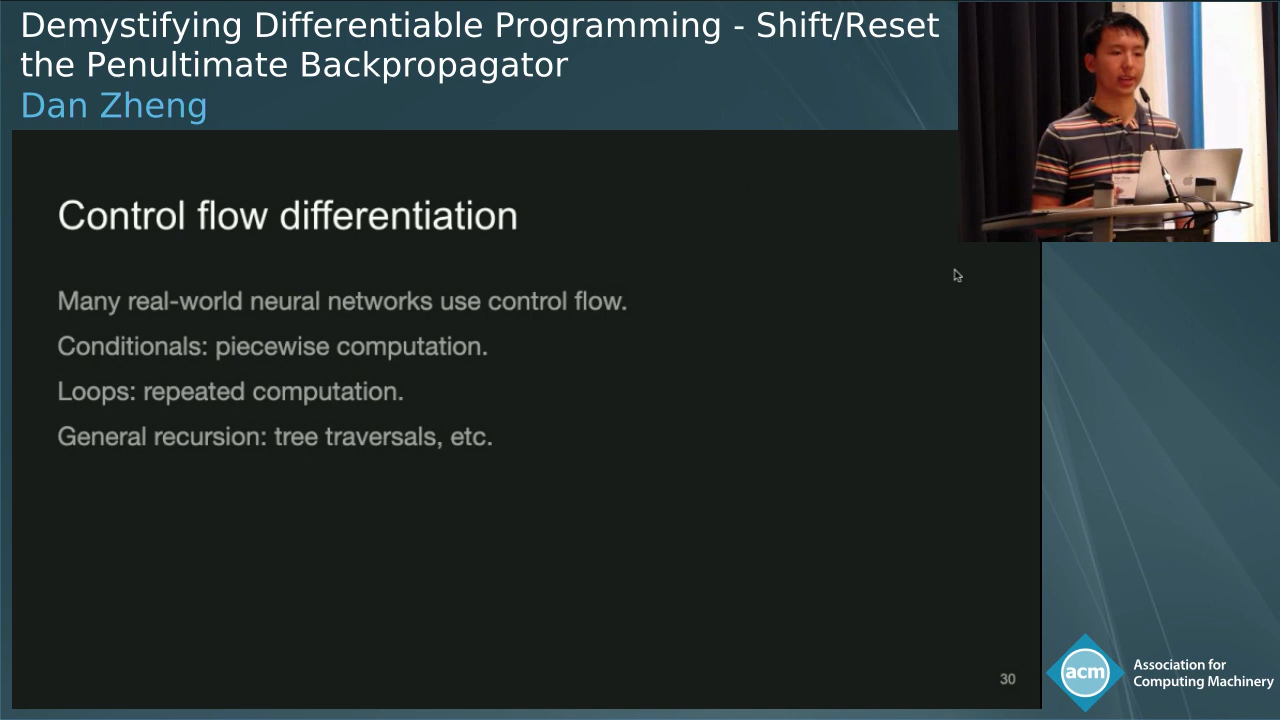 Demystifying Differentiable Programming - Shift/Reset
the Penultimate Backpropagator
Dan Zheng
Control flow differentiation
Many real-world neural networks use control flow.
Conditionals: piecewise computation.
Loops: repeated computation.
General recursion: tree traversals, etc.
30
acm
Association for
Computing Machinery